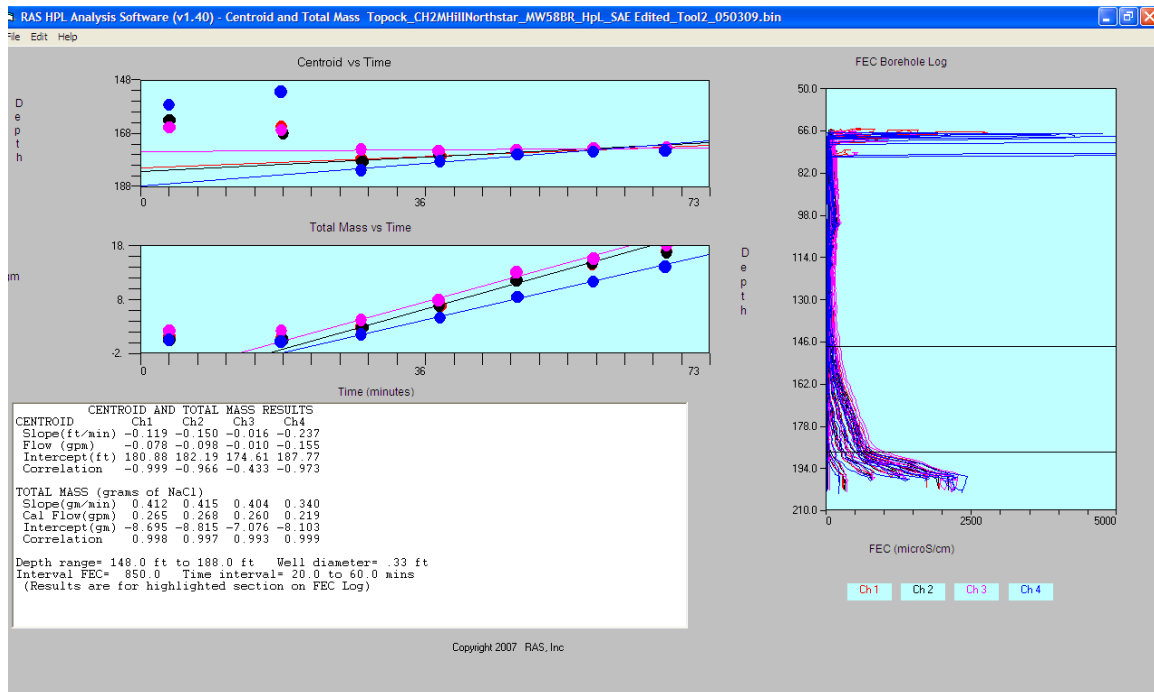 RAS HPL Analysis Software (v1.40) - Centroid and Total Mass Topock_CH2MHillNorthstar_MW58BR_HpL_SAE Edited_Tool2_050309.bin
File Edit Help
Centroid vs Time
Depth
148
168
188
0 36 73
Total Mass vs Time
gm
18.
8.
-2.
0 36 73
Time (minutes)
CENTROID AND TOTAL MASS RESULTS
CENTROID Ch1 Ch2 Ch3 Ch4
Slope(ft/min) -0.119 -0.150 -0.016 -0.237
Flow (gpm) -0.078 -0.098 -0.010 -0.155
Intercept(ft) 180.88 182.19 174.61 187.77
Correlation -0.999 -0.966 -0.433 -0.973
TOTAL MASS (grams of NaCl)
Slope(gm/min) 0.412 0.415 0.404 0.340
Cal Flow(gpm) 0.265 0.268 0.260 0.219
Intercept(gm) -8.695 -8.815 -7.076 -8.103
Correlation 0.998 0.997 0.993 0.999
Depth range= 148.0 ft to 188.0 ft Well diameter= .33 ft
Interval FEC= 850.0 Time interval= 20.0 to 60.0 mins
(Results are for highlighted section on FEC Log)
FEC Borehole Log
Depth
50.0
66.0
82.0
98.0
114.0
130.0
146.0
162.0
178.0
194.0
210.0
0 2500 5000
FEC (microS/cm)
Ch 1 Ch 2 Ch 3 Ch 4
Copyright 2007 RAS, Inc